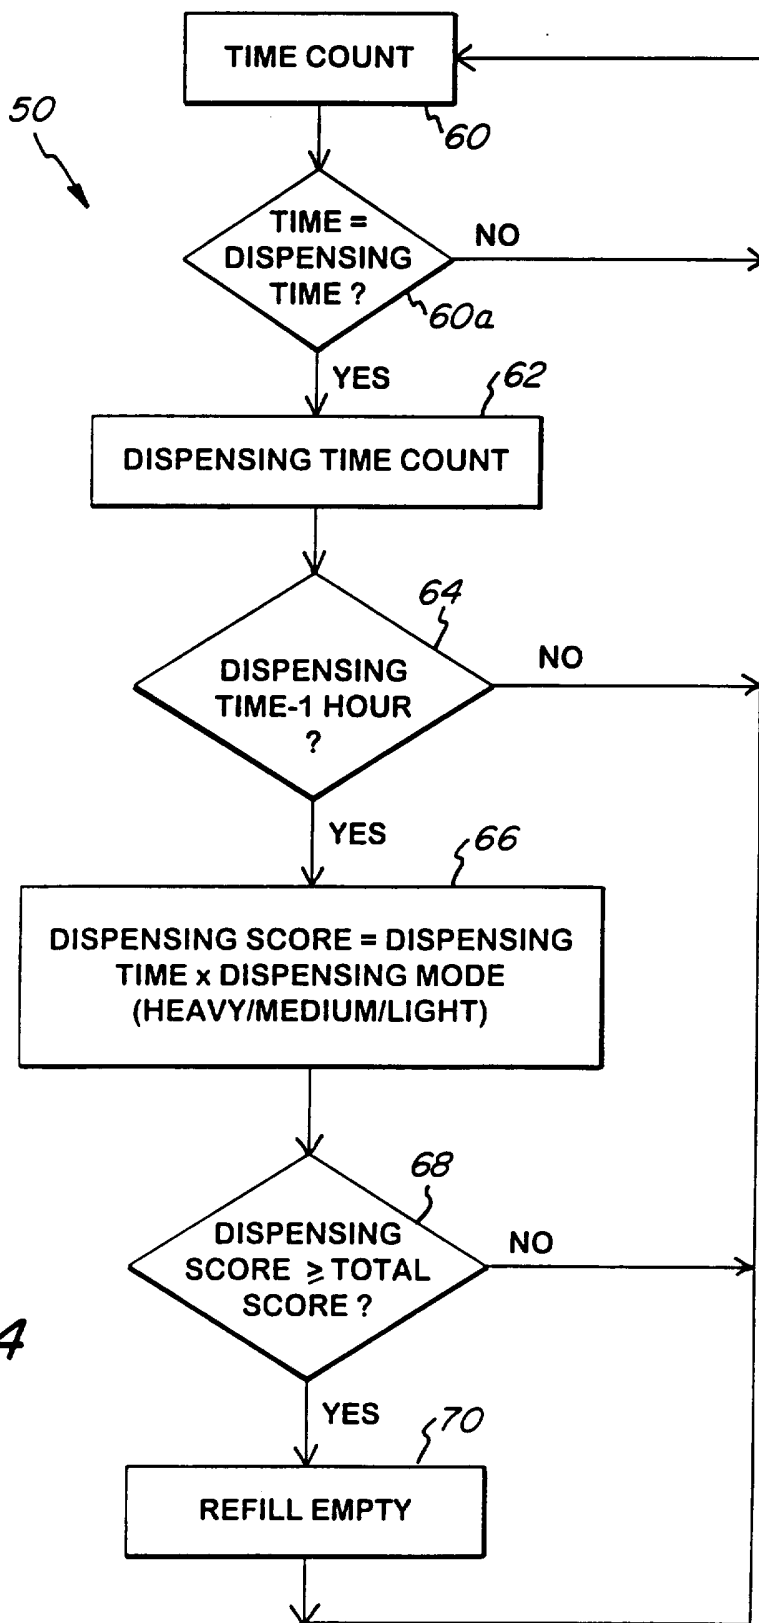 TIME COUNT
50
60
TIME =
DISPENSING
TIME ?
NO
60a
YES
62
DISPENSING TIME COUNT
64
DISPENSING
TIME-1 HOUR
?
NO
YES
66
DISPENSING SCORE = DISPENSING
TIME x DISPENSING MODE
(HEAVY/MEDIUM/LIGHT)
68
DISPENSING
SCORE ≥ TOTAL
SCORE ?
NO
4
YES
70
REFILL EMPTY